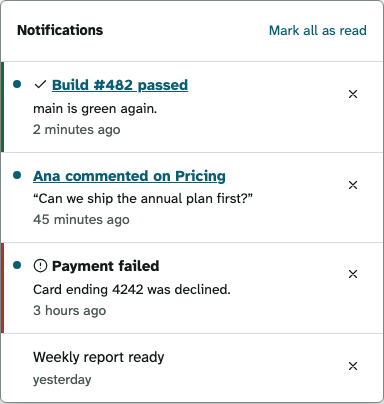 Notifications
Mark all as read
Build #482 passed
main is green again.
2 minutes ago
Ana commented on Pricing
“Can we ship the annual plan first?”
45 minutes ago
Payment failed
Card ending 4242 was declined.
3 hours ago
Weekly report ready
yesterday